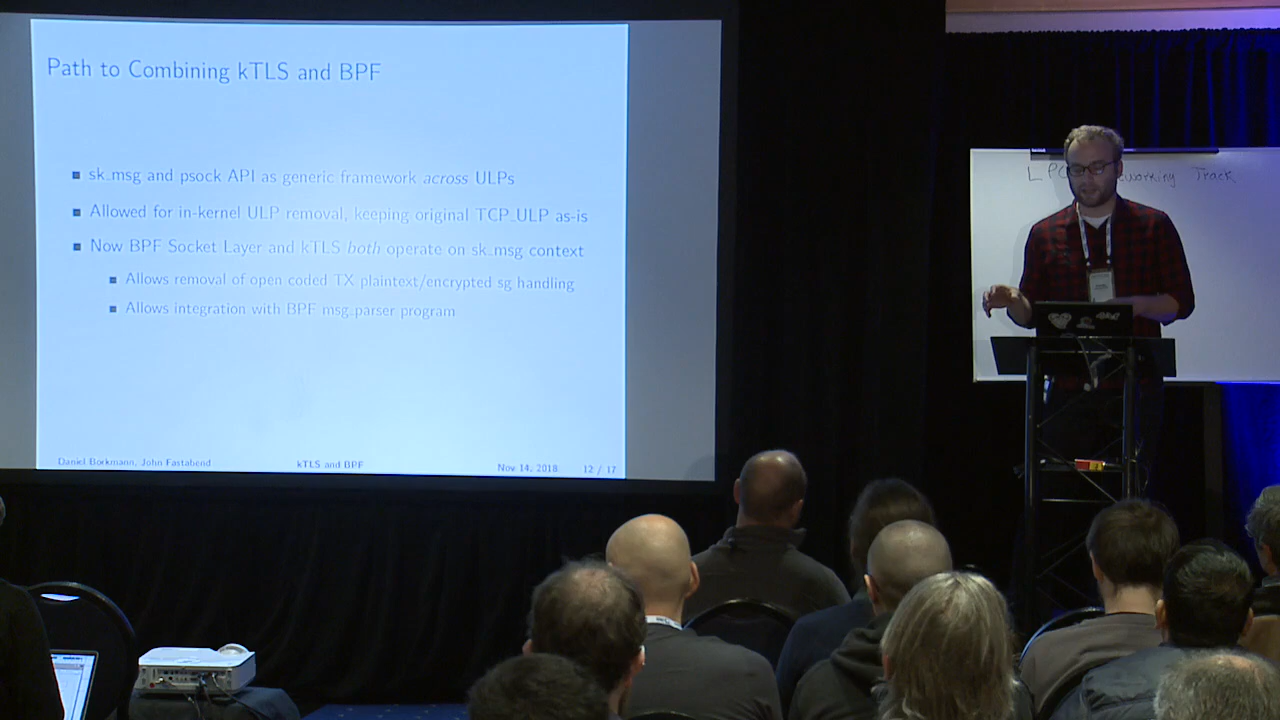 Path to Combining kTLS and BPF
sk_msg and psock API as generic framework across ULPs
Allowed for in-kernel ULP removal, keeping original TCP_ULP as-is
Now BPF Socket Layer and kTLS both operate on sk_msg context
Allows removal of open coded TX plaintext/encrypted sg handling
Allows integration with BPF msg_parser program
Daniel Borkmann, John Fastabend
kTLS and BPF
Nov 14, 2018
12 / 17
Track